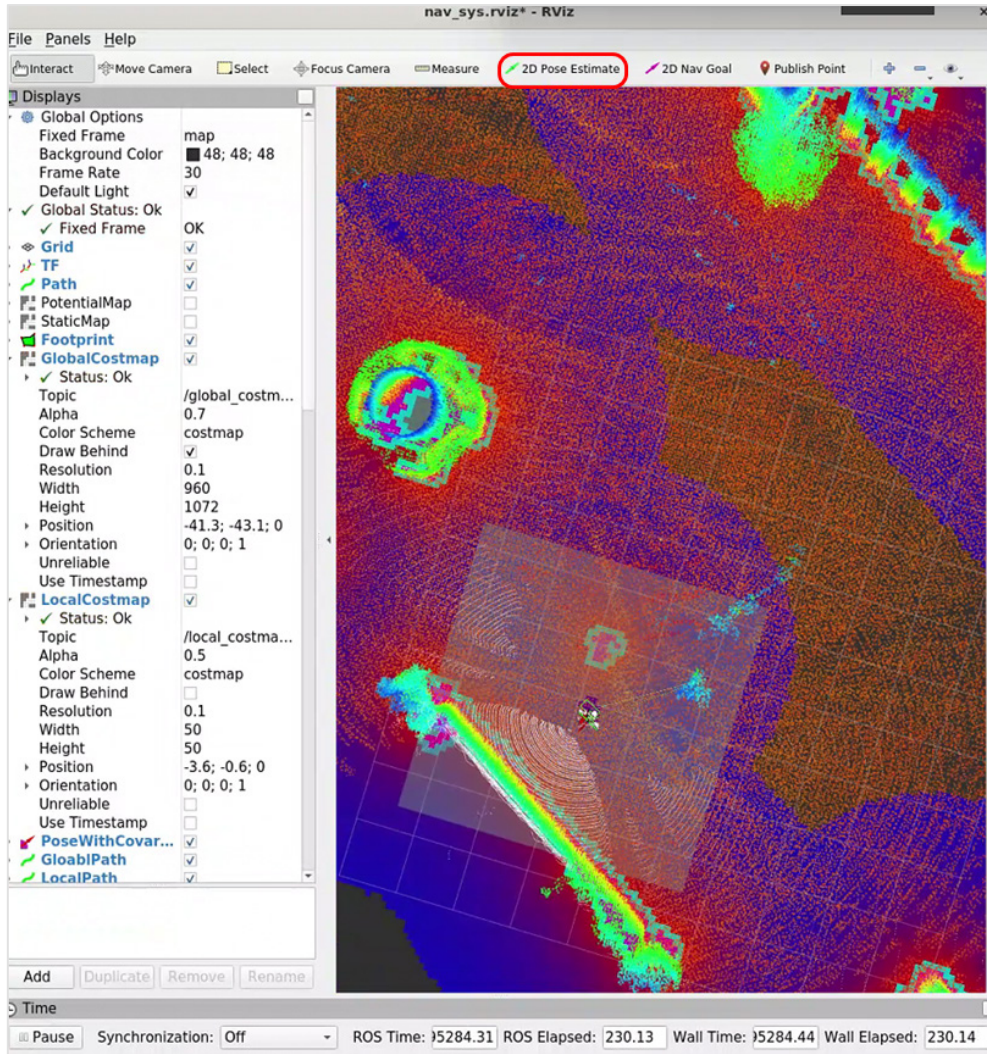 nav_sys.rviz* - RViz
File Panels Help
Interact Move Camera Select Focus Camera Measure 2D Pose Estimate 2D Nav Goal Publish Point
Displays
Global Options
Fixed Frame map
Background Color 48; 48; 48
Frame Rate 30
Default Light
Global Status: Ok
Fixed Frame OK
Grid
TF
Path
PotentialMap
StaticMap
Footprint
GlobalCostmap
Status: Ok
Topic /global_costm...
Alpha 0.7
Color Scheme costmap
Draw Behind
Resolution 0.1
Width 960
Height 1072
Position -41.3; -43.1; 0
Orientation 0; 0; 0; 1
Unreliable
Use Timestamp
LocalCostmap
Status: Ok
Topic /local_costma...
Alpha 0.5
Color Scheme costmap
Draw Behind
Resolution 0.1
Width 50
Height 50
Position -3.6; -0.6; 0
Orientation 0; 0; 0; 1
Unreliable
Use Timestamp
PoseWithCovar...
GloablPath
LocalPath
Add Duplicate Remove Rename
Time
Pause Synchronization: Off ROS Time: 95284.31 ROS Elapsed: 230.13 Wall Time: 95284.44 Wall Elapsed: 230.14